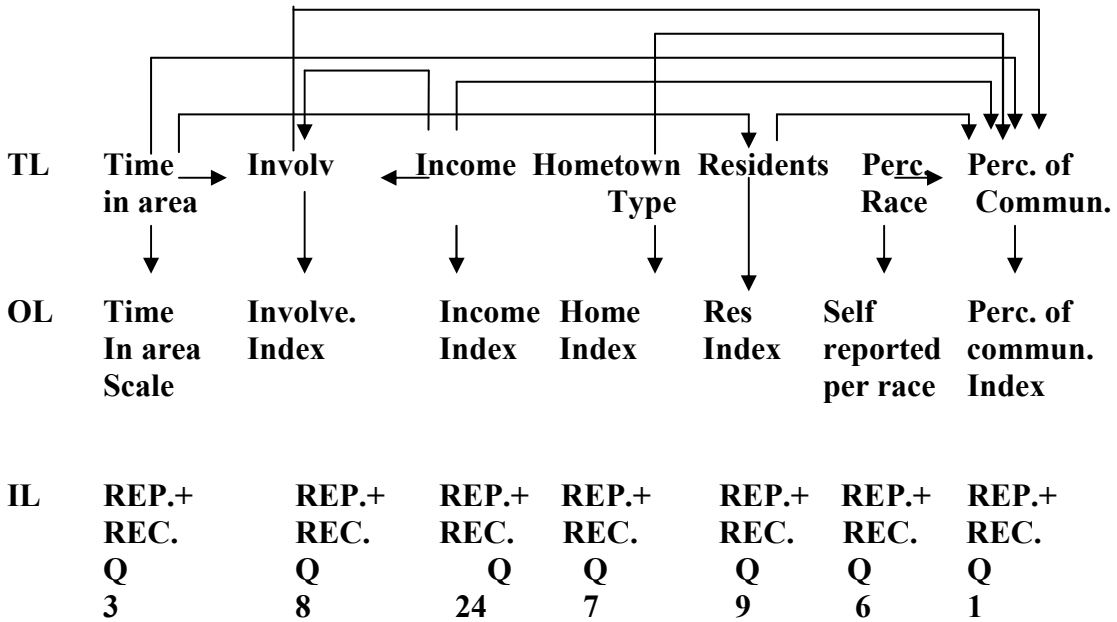 TL Time Involv Income Hometown Residents Perc. Perc. of
in area Type Race Commun.
OL Time Involve. Income Home Res Self Perc. of
In area Index Index Index Index reported commun.
Scale per race Index
IL REP.+ REP.+ REP.+ REP.+ REP.+ REP.+ REP.+
REC. REC. REC. REC. REC. REC. REC.
Q Q Q Q Q Q Q
3 8 24 7 9 6 1